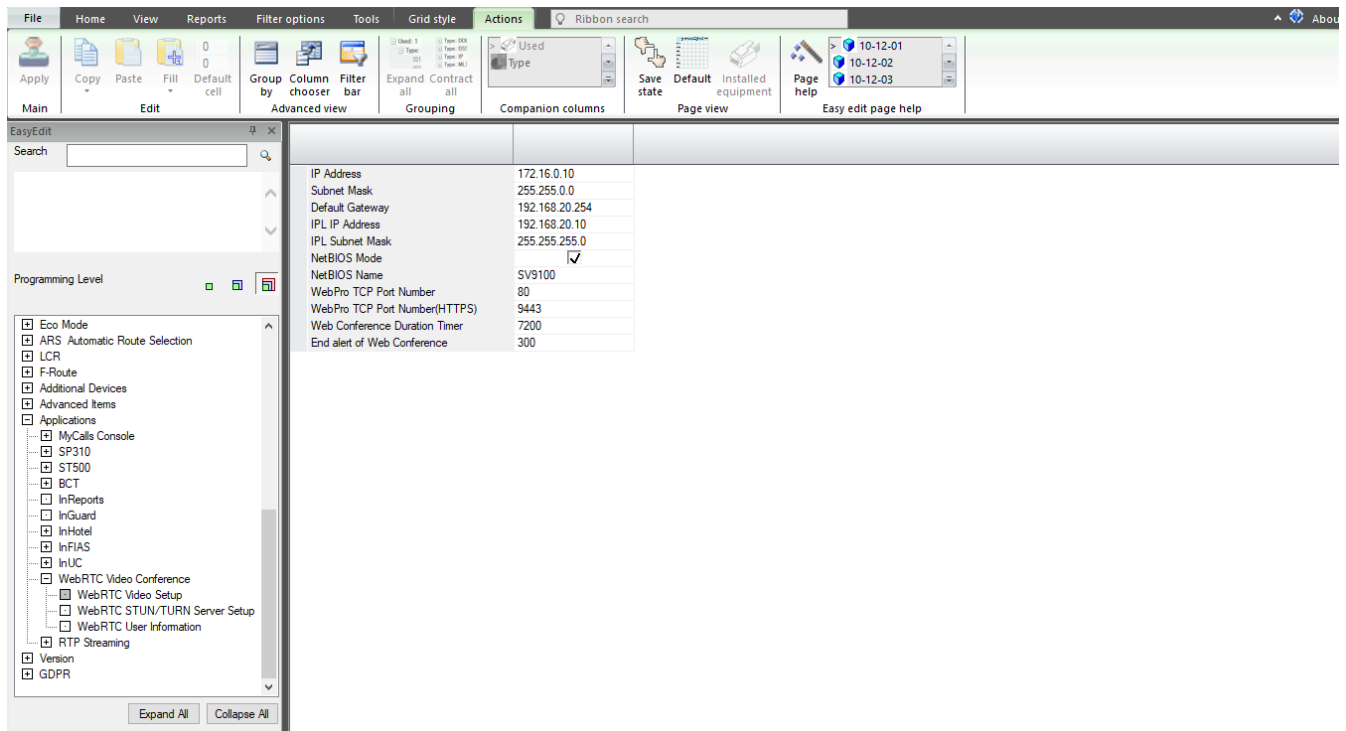 File Home View Reports Filter options Tools Grid style Actions Ribbon search Abou
Apply Copy Paste Fill Default cell Group by Column chooser Filter bar Expand all Contract all Used Type Save state Default Installed equipment Page help 10-12-01 10-12-02 10-12-03
0
0
Main Edit Advanced view Grouping Companion columns Page view Easy edit page help
EasyEdit
Search
Programming Level
Eco Mode
ARS Automatic Route Selection
LCR
F-Route
Additional Devices
Advanced Items
Applications
MyCalls Console
SP310
ST500
BCT
InReports
InGuard
InHotel
InFIAS
InUC
WebRTC Video Conference
WebRTC Video Setup
WebRTC STUN/TURN Server Setup
WebRTC User Information
RTP Streaming
Version
GDPR
Expand All Collapse All
IP Address 172.16.0.10
Subnet Mask 255.255.0.0
Default Gateway 192.168.20.254
IPL IP Address 192.168.20.10
IPL Subnet Mask 255.255.255.0
NetBIOS Mode
NetBIOS Name SV9100
WebPro TCP Port Number 80
WebPro TCP Port Number(HTTPS) 9443
Web Conference Duration Timer 7200
End alert of Web Conference 300